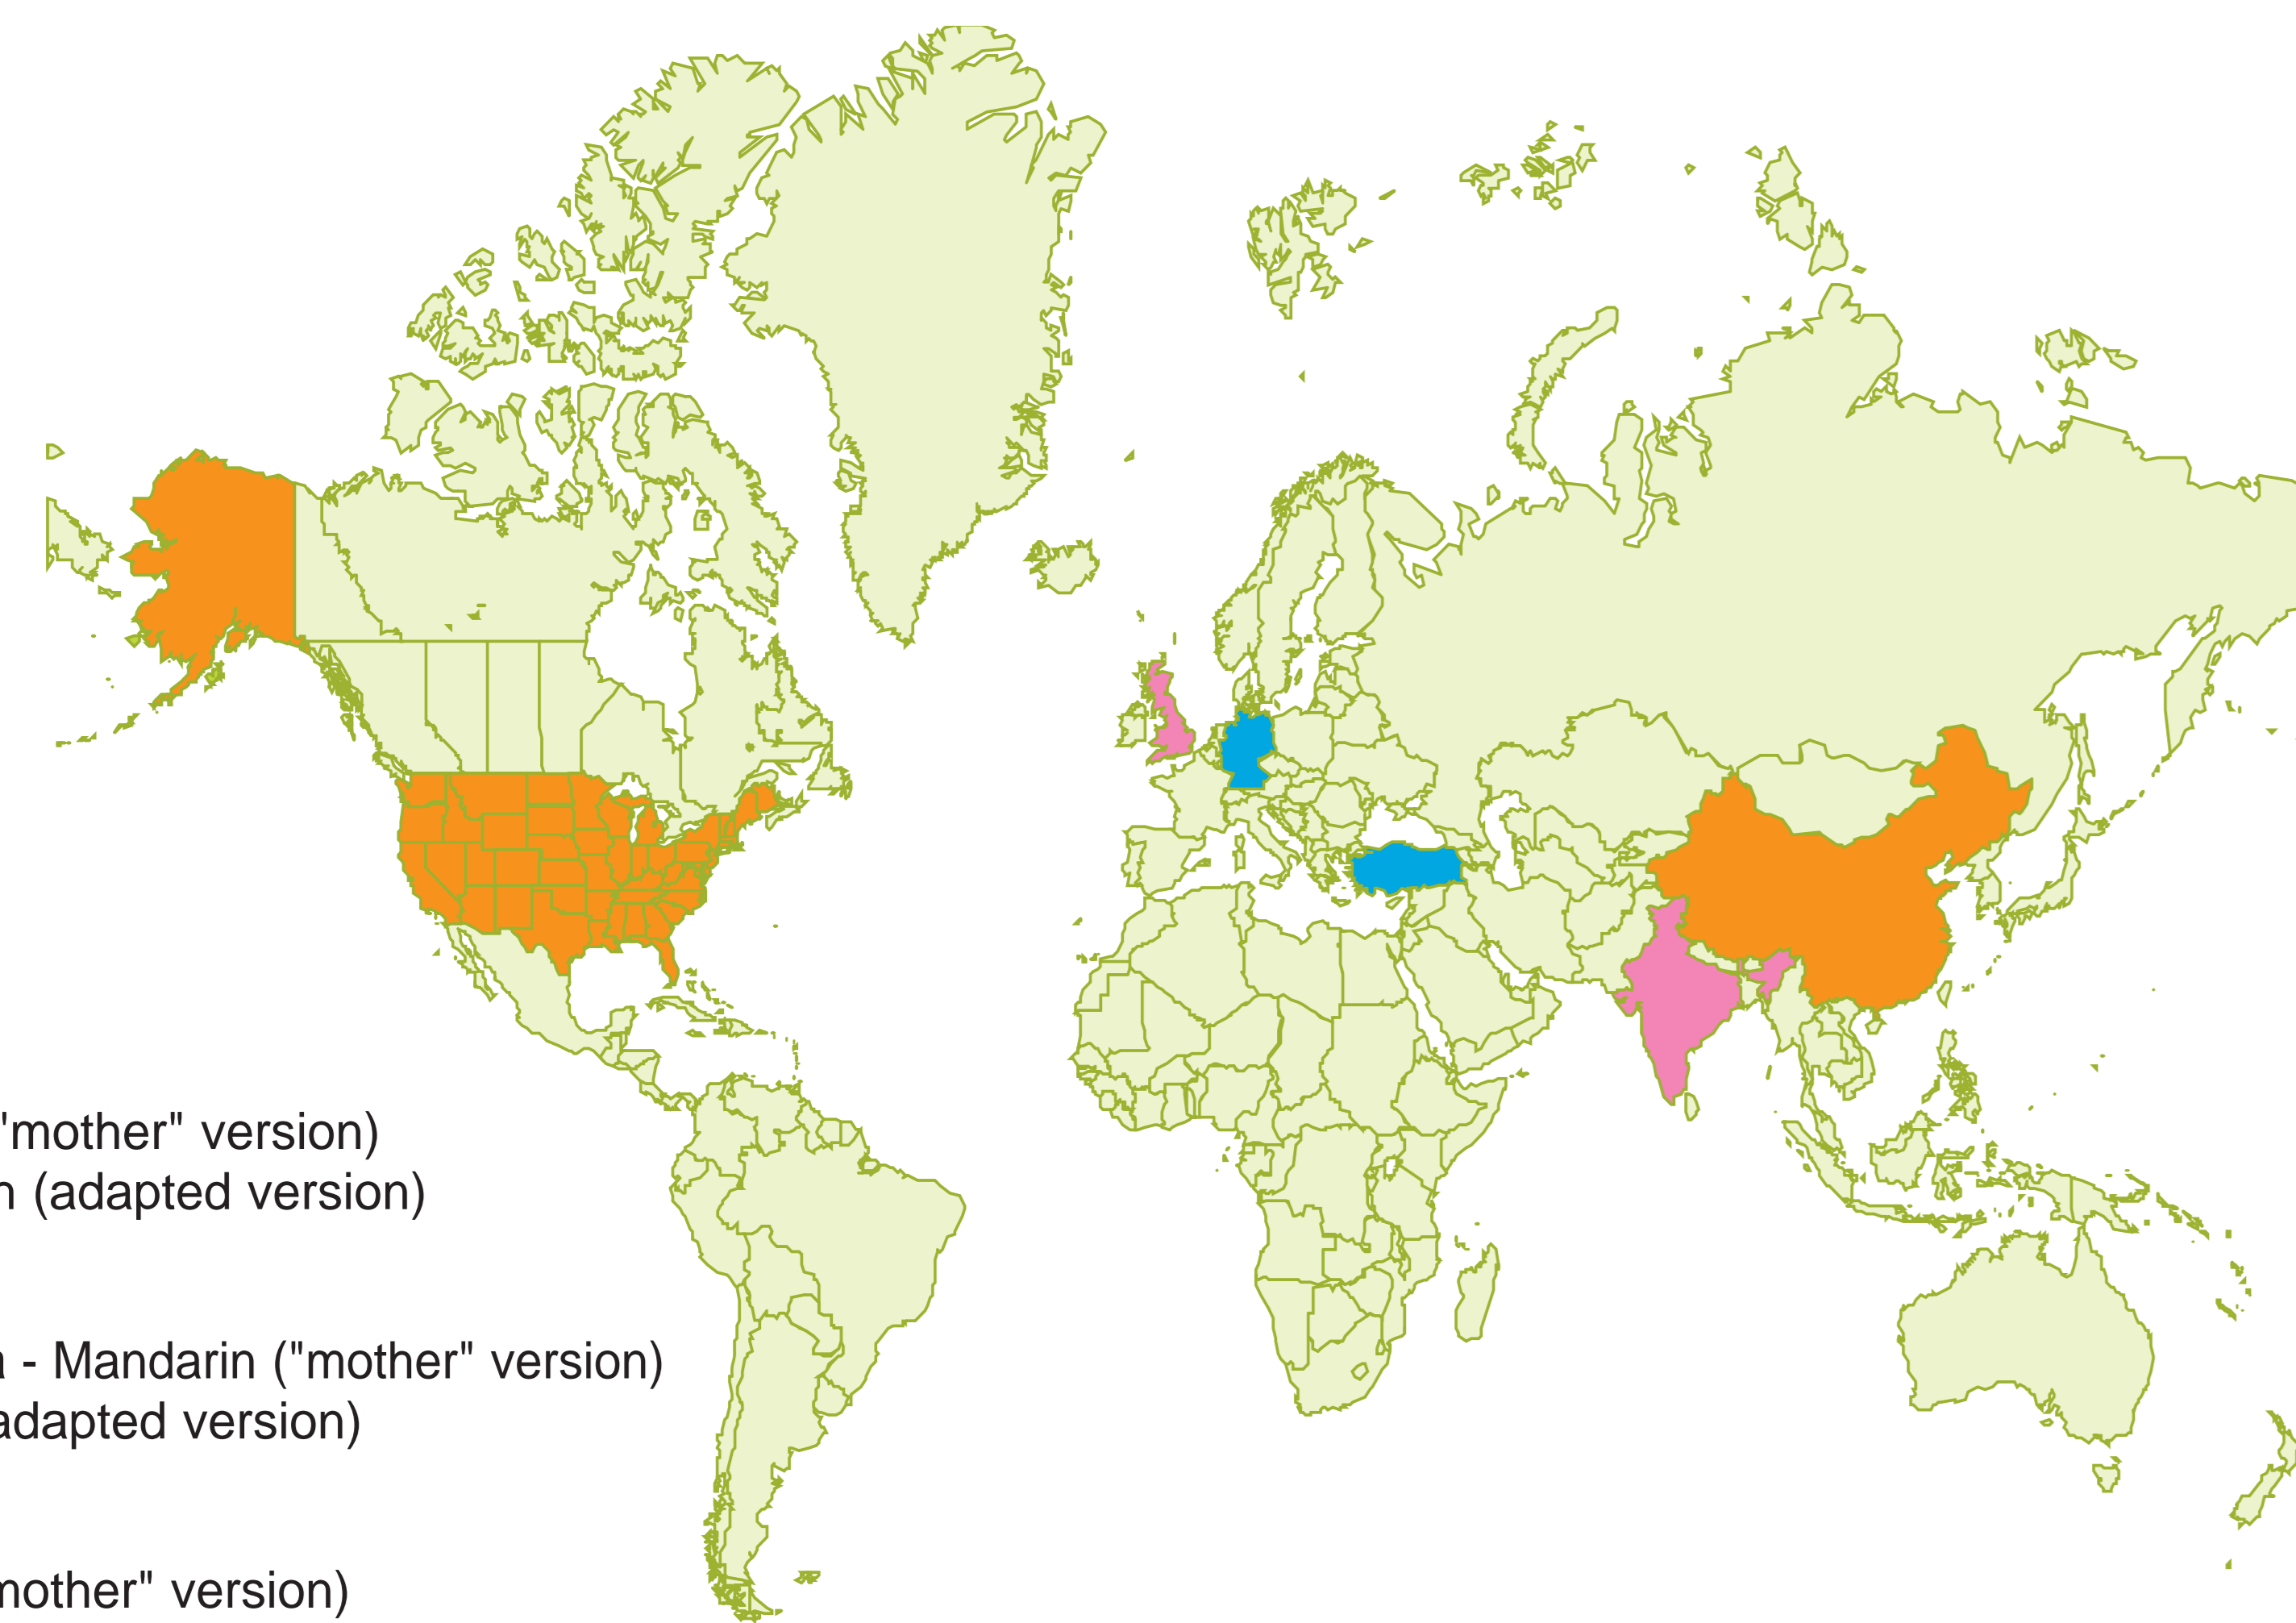 "mother" version)
n (adapted version)
a - Mandarin ("mother" version)
adapted version)
mother" version)